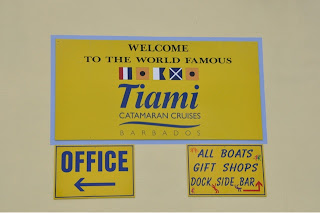 WELCOME
TO THE WORLD FAMOUS
Tiami
CATAMARAN CRUISES
BARBADOS
OFFICE
ALL BOATS
GIFT SHOPS
DOCK SIDE BAR